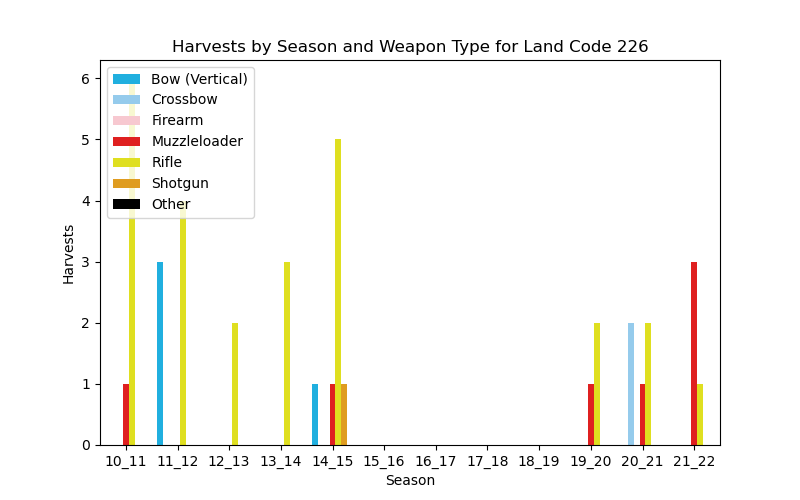 Harvests by Season and Weapon Type for Land Code 226
6
5
4
3
2
1
0
Harvests
Bow (Vertical)
Crossbow
Firearm
Muzzleloader
Rifle
Shotgun
Other
10_11 11_12 12_13 13_14 14_15 15_16 16_17 17_18 18_19 19_20 20_21 21_22
Season